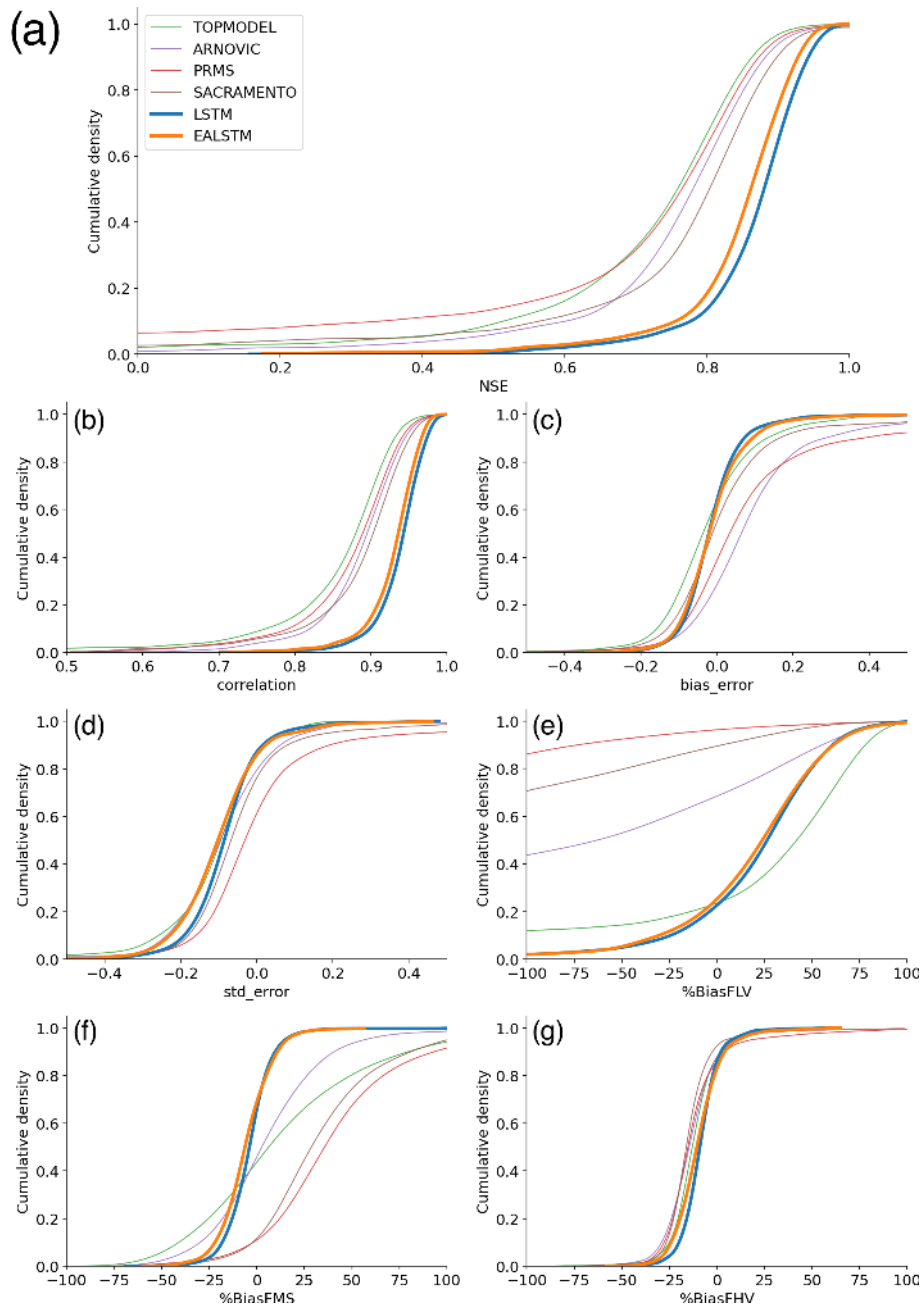 (a)
TOPMODEL
ARNOVIC
PRMS
SACRAMENTO
LSTM
EALSTM
Cumulative density
1.0
0.8
0.6
0.4
0.2
0.0
0.0 0.2 0.4 0.6 0.8 1.0
NSE
(b)
Cumulative density
1.0
0.8
0.6
0.4
0.2
0.0
0.5 0.6 0.7 0.8 0.9 1.0
correlation
(c)
Cumulative density
1.0
0.8
0.6
0.4
0.2
0.0
−0.4 −0.2 0.0 0.2 0.4
bias_error
(d)
Cumulative density
1.0
0.8
0.6
0.4
0.2
0.0
−0.4 −0.2 0.0 0.2 0.4
std_error
(e)
Cumulative density
1.0
0.8
0.6
0.4
0.2
0.0
−100 −75 −50 −25 0 25 50 75 100
%BiasFLV
(f)
Cumulative density
1.0
0.8
0.6
0.4
0.2
0.0
−100 −75 −50 −25 0 25 50 75 100
%BiasFMS
(g)
Cumulative density
1.0
0.8
0.6
0.4
0.2
0.0
−100 −75 −50 −25 0 25 50 75 100
%BiasFHV